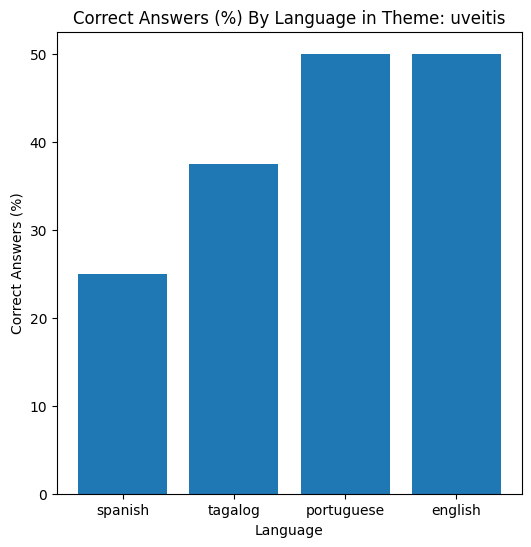 Correct Answers (%) By Language in Theme: uveitis
50
40
30
20
10
0
Correct Answers (%)
spanish tagalog portuguese english
Language